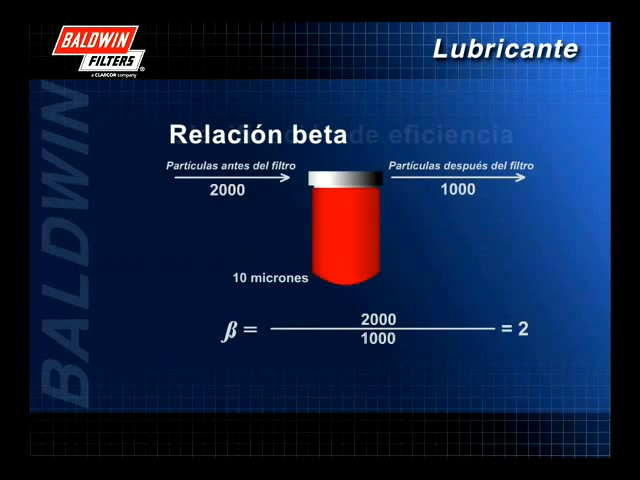 BALDWIN
FILTERS
a CLARCOR company
Lubricante
BALDWIN
Relación beta
de eficiencia
Partículas antes del filtro
2000
Partículas después del filtro
1000
10 micrones
ß = 2000 = 2
1000